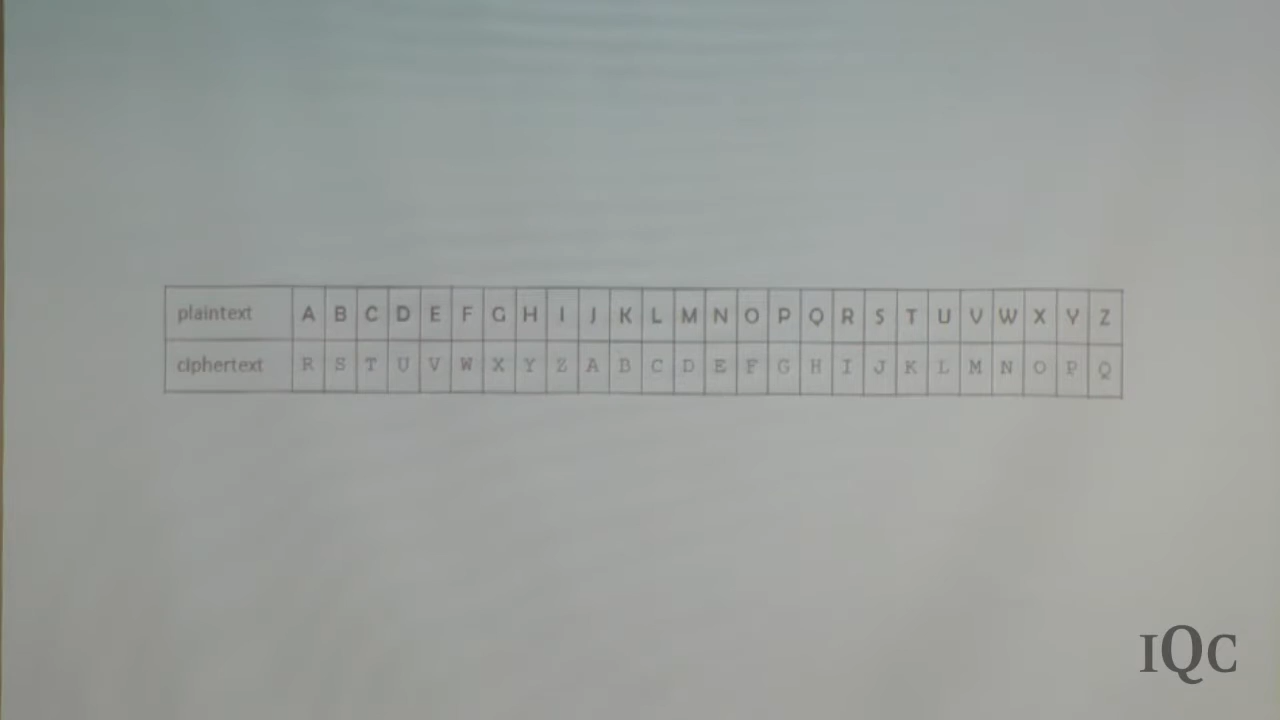 plaintext A B C D E F G H I J K L M N O P Q R S T U V W X Y Z
ciphertext R S T U V W X Y Z A B C D E F G H I J K L M N O P Q
IQC